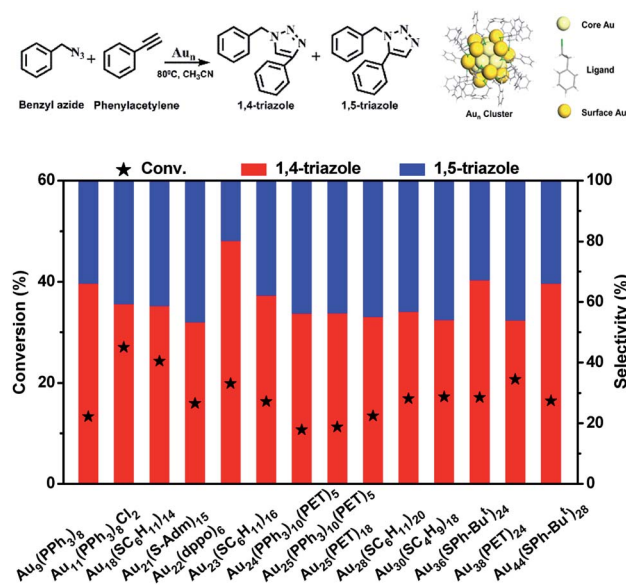 N₃ + Auₙ 80ºC, CH₃CN N N N + N N N
Benzyl azide Phenylacetylene 1,4-triazole 1,5-triazole
Core Au
Ligand
Surface Au
Auₙ Cluster
★ Conv. 1,4-triazole 1,5-triazole
Conversion (%)
60
40
20
0
Selectivity (%)
100
80
60
40
20
0
Au₉(PPh₃)₈
Au₁₁(PPh₃)₈Cl₂
Au₁₈(SC₆H₁₁)₁₄
Au₂₁(S-Adm)₁₅
Au₂₂(dppo)₆
Au₂₃(SC₆H₁₁)₁₆
Au₂₄(PPh₃)₁₀(PET)₅
Au₂₅(PPh₃)₁₀(PET)₅
Au₂₅(PET)₁₈
Au₂₈(SC₆H₁₁)₂₀
Au₃₀(SC₄H₉)₁₈
Au₃₆(SPh-Buᵗ)₂₄
Au₃₈(PET)₂₄
Au₄₄(SPh-Buᵗ)₂₈